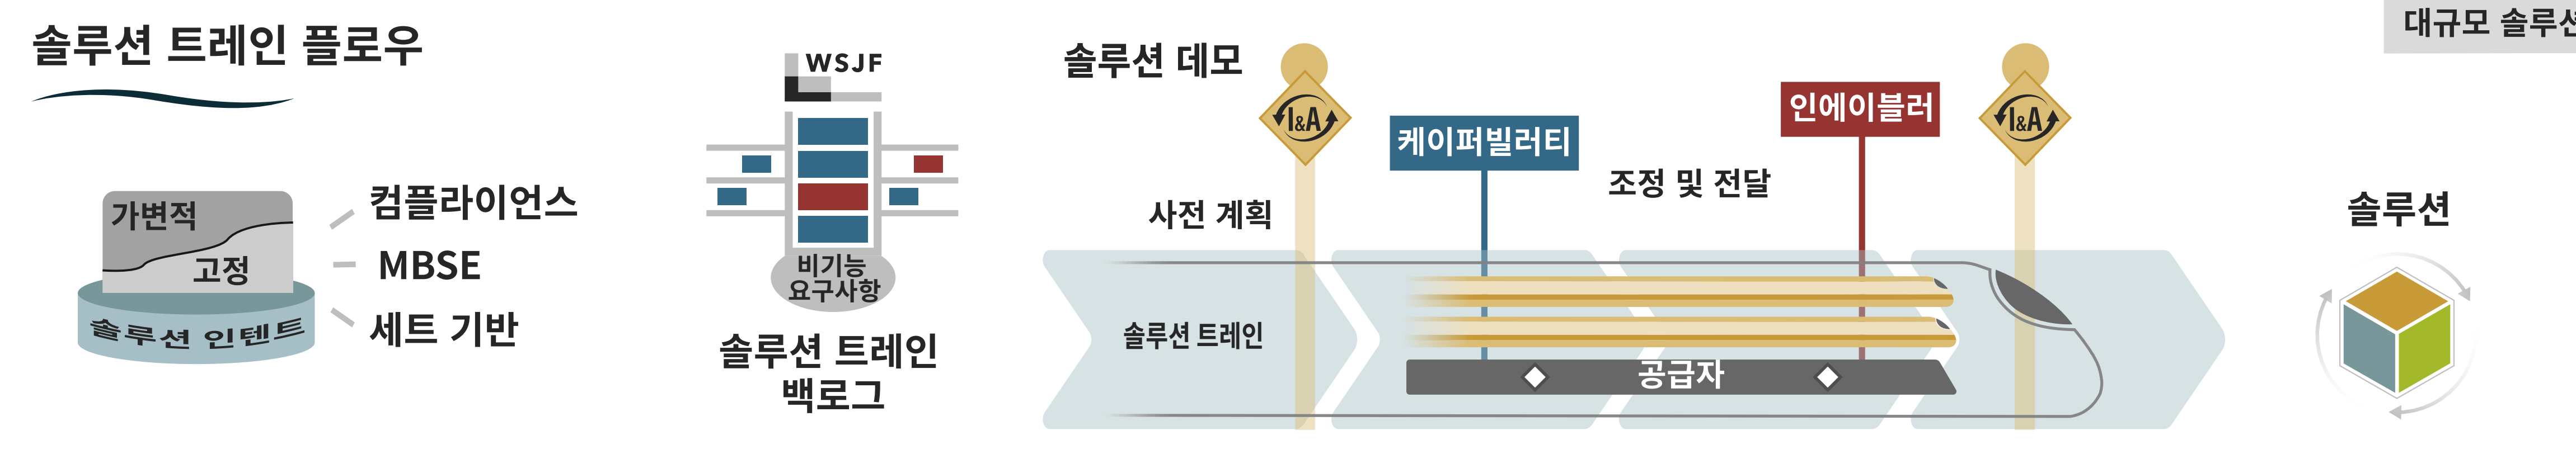 솔루션 트레인 플로우
가변적
고정
솔루션 인텐트
컴플라이언스
MBSE
세트 기반
WSJF
비기능
요구사항
솔루션 트레인
백로그
솔루션 데모
I&A
케이퍼빌러티
인에이블러
I&A
사전 계획
조정 및 전달
솔루션 트레인
공급자
대규모 솔루션
솔루션